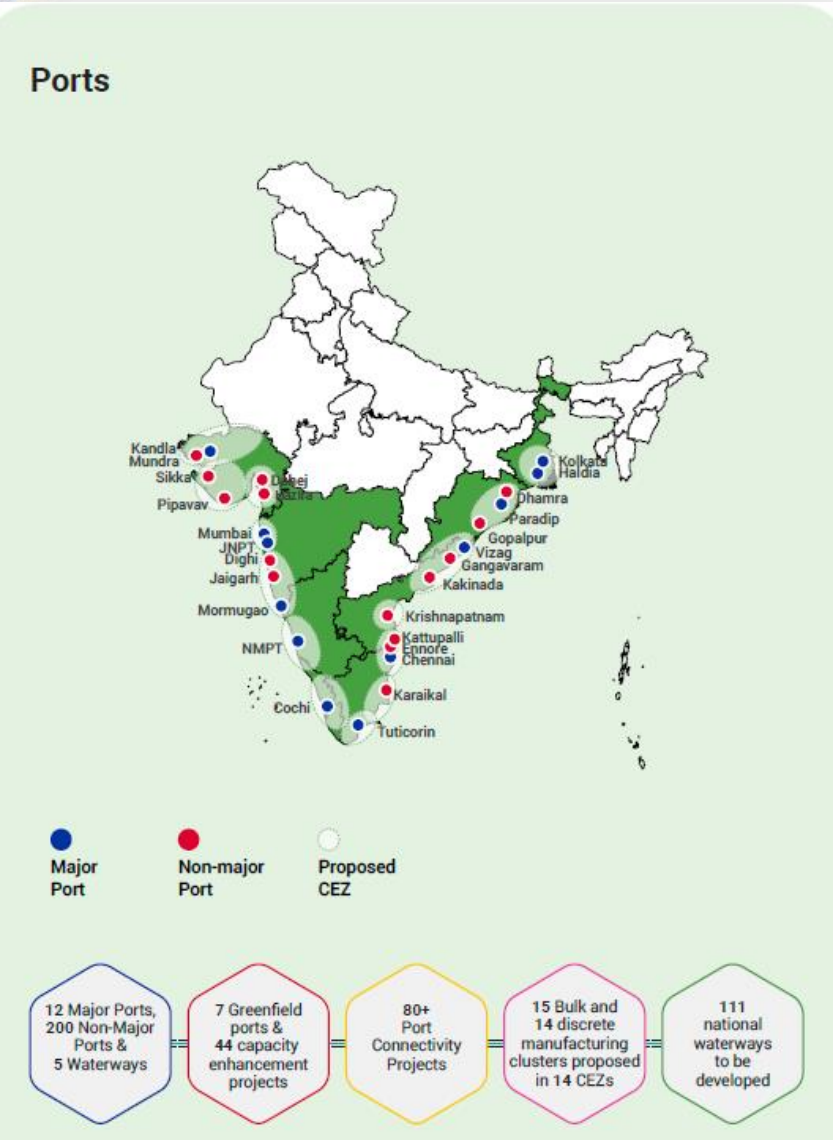 Ports
Kandla
Mundra
Sikka
Pipavav
Dahej
Hazira
Mumbai
JNPT
Dighi
Jaigarh
Mormugao
NMPT
Cochi
Kolkata
Haldia
Dhamra
Paradip
Gopalpur
Vizag
Gangavaram
Kakinada
Krishnapatnam
Kattupalli
Ennore
Chennai
Karaikal
Tuticorin
Major
Port
Non-major
Port
Proposed
CEZ
12 Major Ports,
200 Non-Major
Ports &
5 Waterways
7 Greenfield
ports &
44 capacity
enhancement
projects
80+
Port
Connectivity
Projects
15 Bulk and
14 discrete
manufacturing
clusters proposed
in 14 CEZs
111
national
waterways
to be
developed